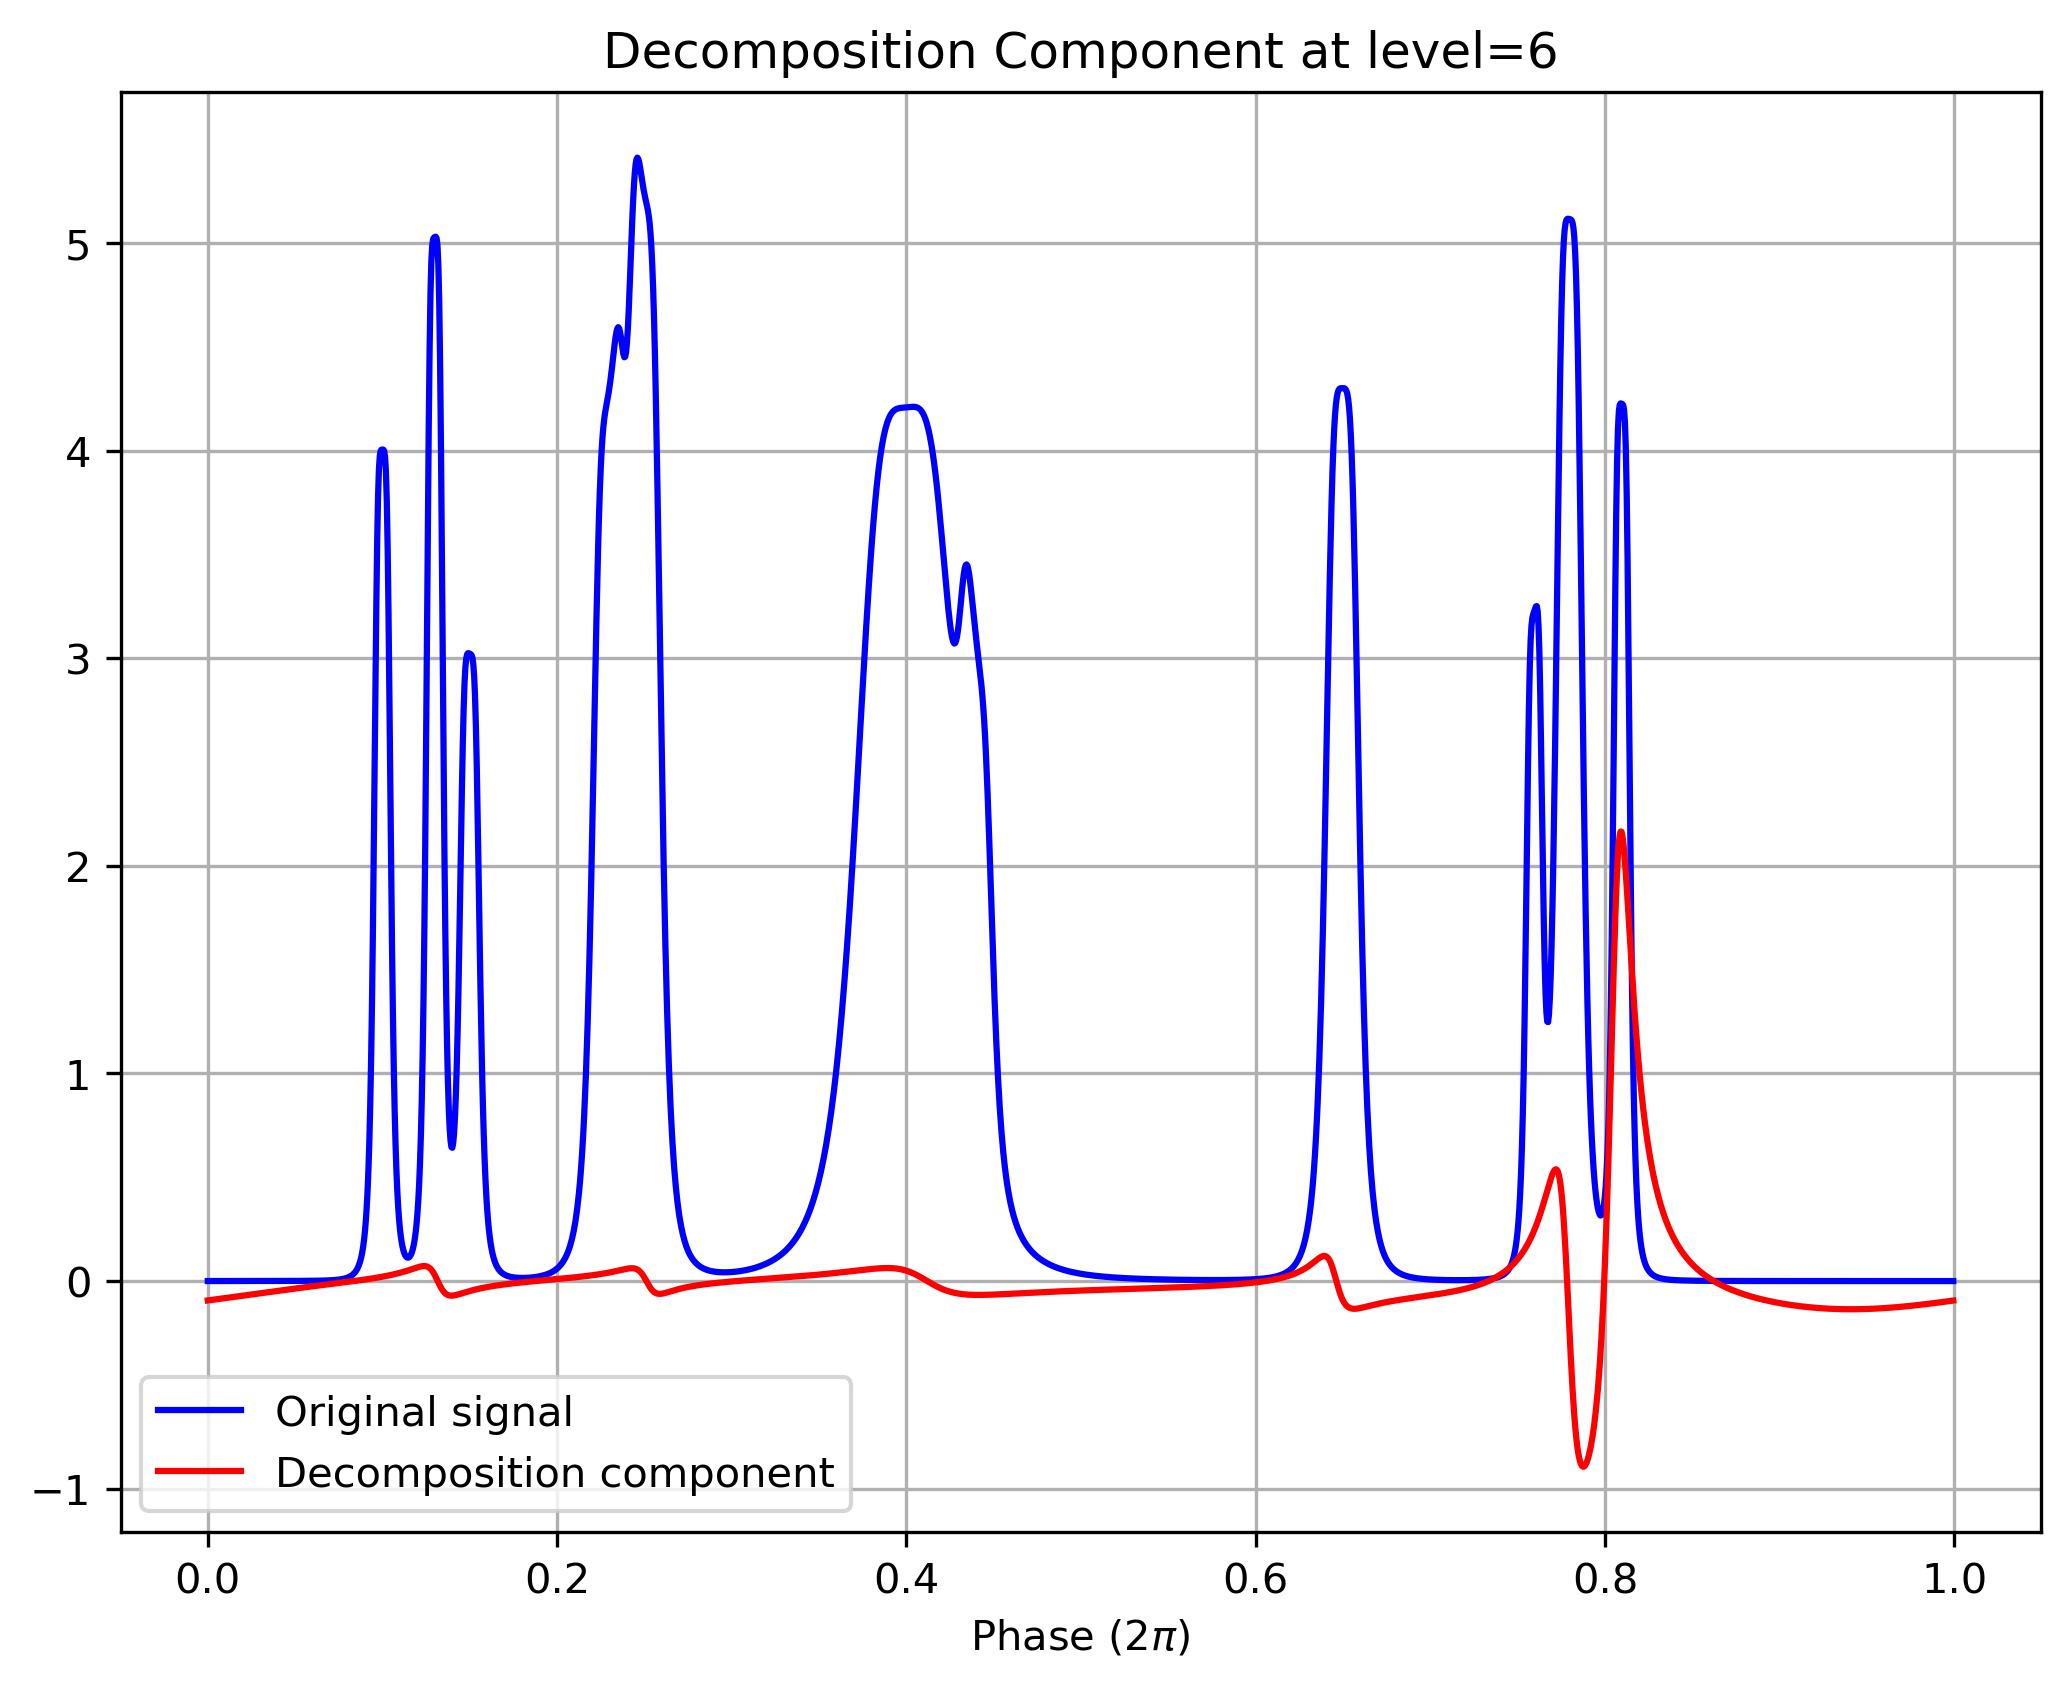 Decomposition Component at level=6
5
4
3
2
1
0
−1
Original signal
Decomposition component
0.0 0.2 0.4 0.6 0.8 1.0
Phase (2π)